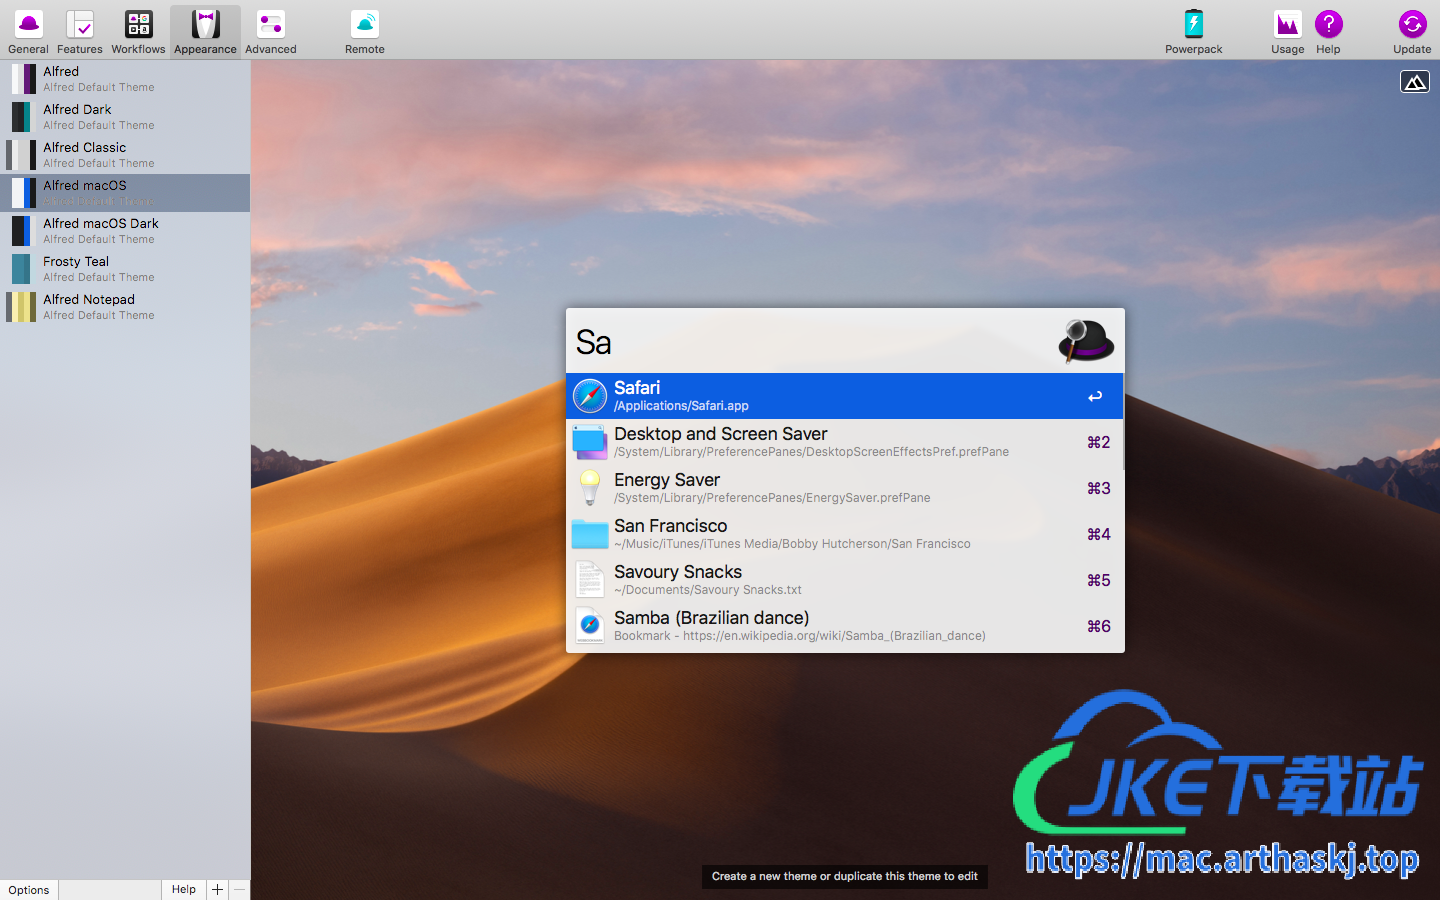 General
Features
Workflows
Appearance
Advanced
Remote
Powerpack
Usage
Help
Update
Alfred
Alfred Default Theme
Alfred Dark
Alfred Default Theme
Alfred Classic
Alfred Default Theme
Alfred macOS
Alfred Default Theme
Alfred macOS Dark
Alfred Default Theme
Frosty Teal
Alfred Default Theme
Alfred Notepad
Alfred Default Theme
Sa
Safari
/Applications/Safari.app
Desktop and Screen Saver
/System/Library/PreferencePanes/DesktopScreenEffectsPref.prefPane
⌘2
Energy Saver
/System/Library/PreferencePanes/EnergySaver.prefPane
⌘3
San Francisco
~/Music/iTunes/iTunes Media/Bobby Hutcherson/San Francisco
⌘4
Savoury Snacks
~/Documents/Savoury Snacks.txt
⌘5
Samba (Brazilian dance)
Bookmark - https://en.wikipedia.org/wiki/Samba_(Brazilian_dance)
⌘6
JKE下载站
https://mac.arthaskj.top
Create a new theme or duplicate this theme to edit
Options
Help